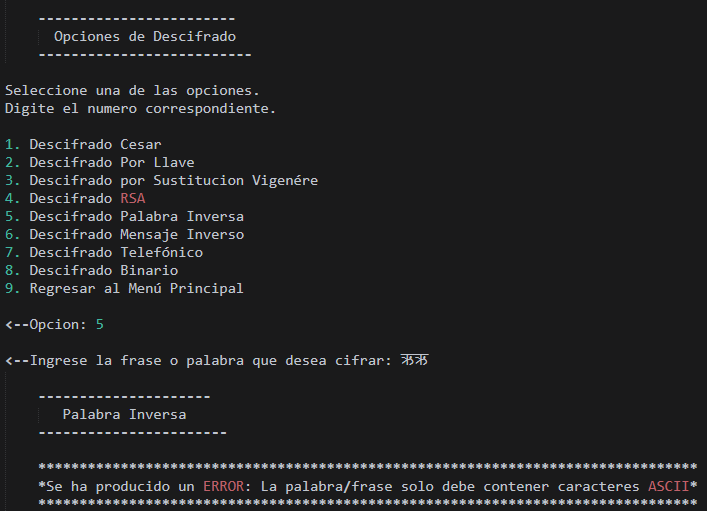 -------------------------
Opciones de Descifrado
--------------------------
Seleccione una de las opciones.
Digite el numero correspondiente.
1. Descifrado Cesar
2. Descifrado Por Llave
3. Descifrado por Sustitucion Vigenére
4. Descifrado RSA
5. Descifrado Palabra Inversa
6. Descifrado Mensaje Inverso
7. Descifrado Telefónico
8. Descifrado Binario
9. Regresar al Menú Principal
<--Opcion: 5
<--Ingrese la frase o palabra que desea cifrar:
---------------------
Palabra Inversa
-----------------------
********************************************************************************
*Se ha producido un ERROR: La palabra/frase solo debe contener caracteres ASCII*
********************************************************************************